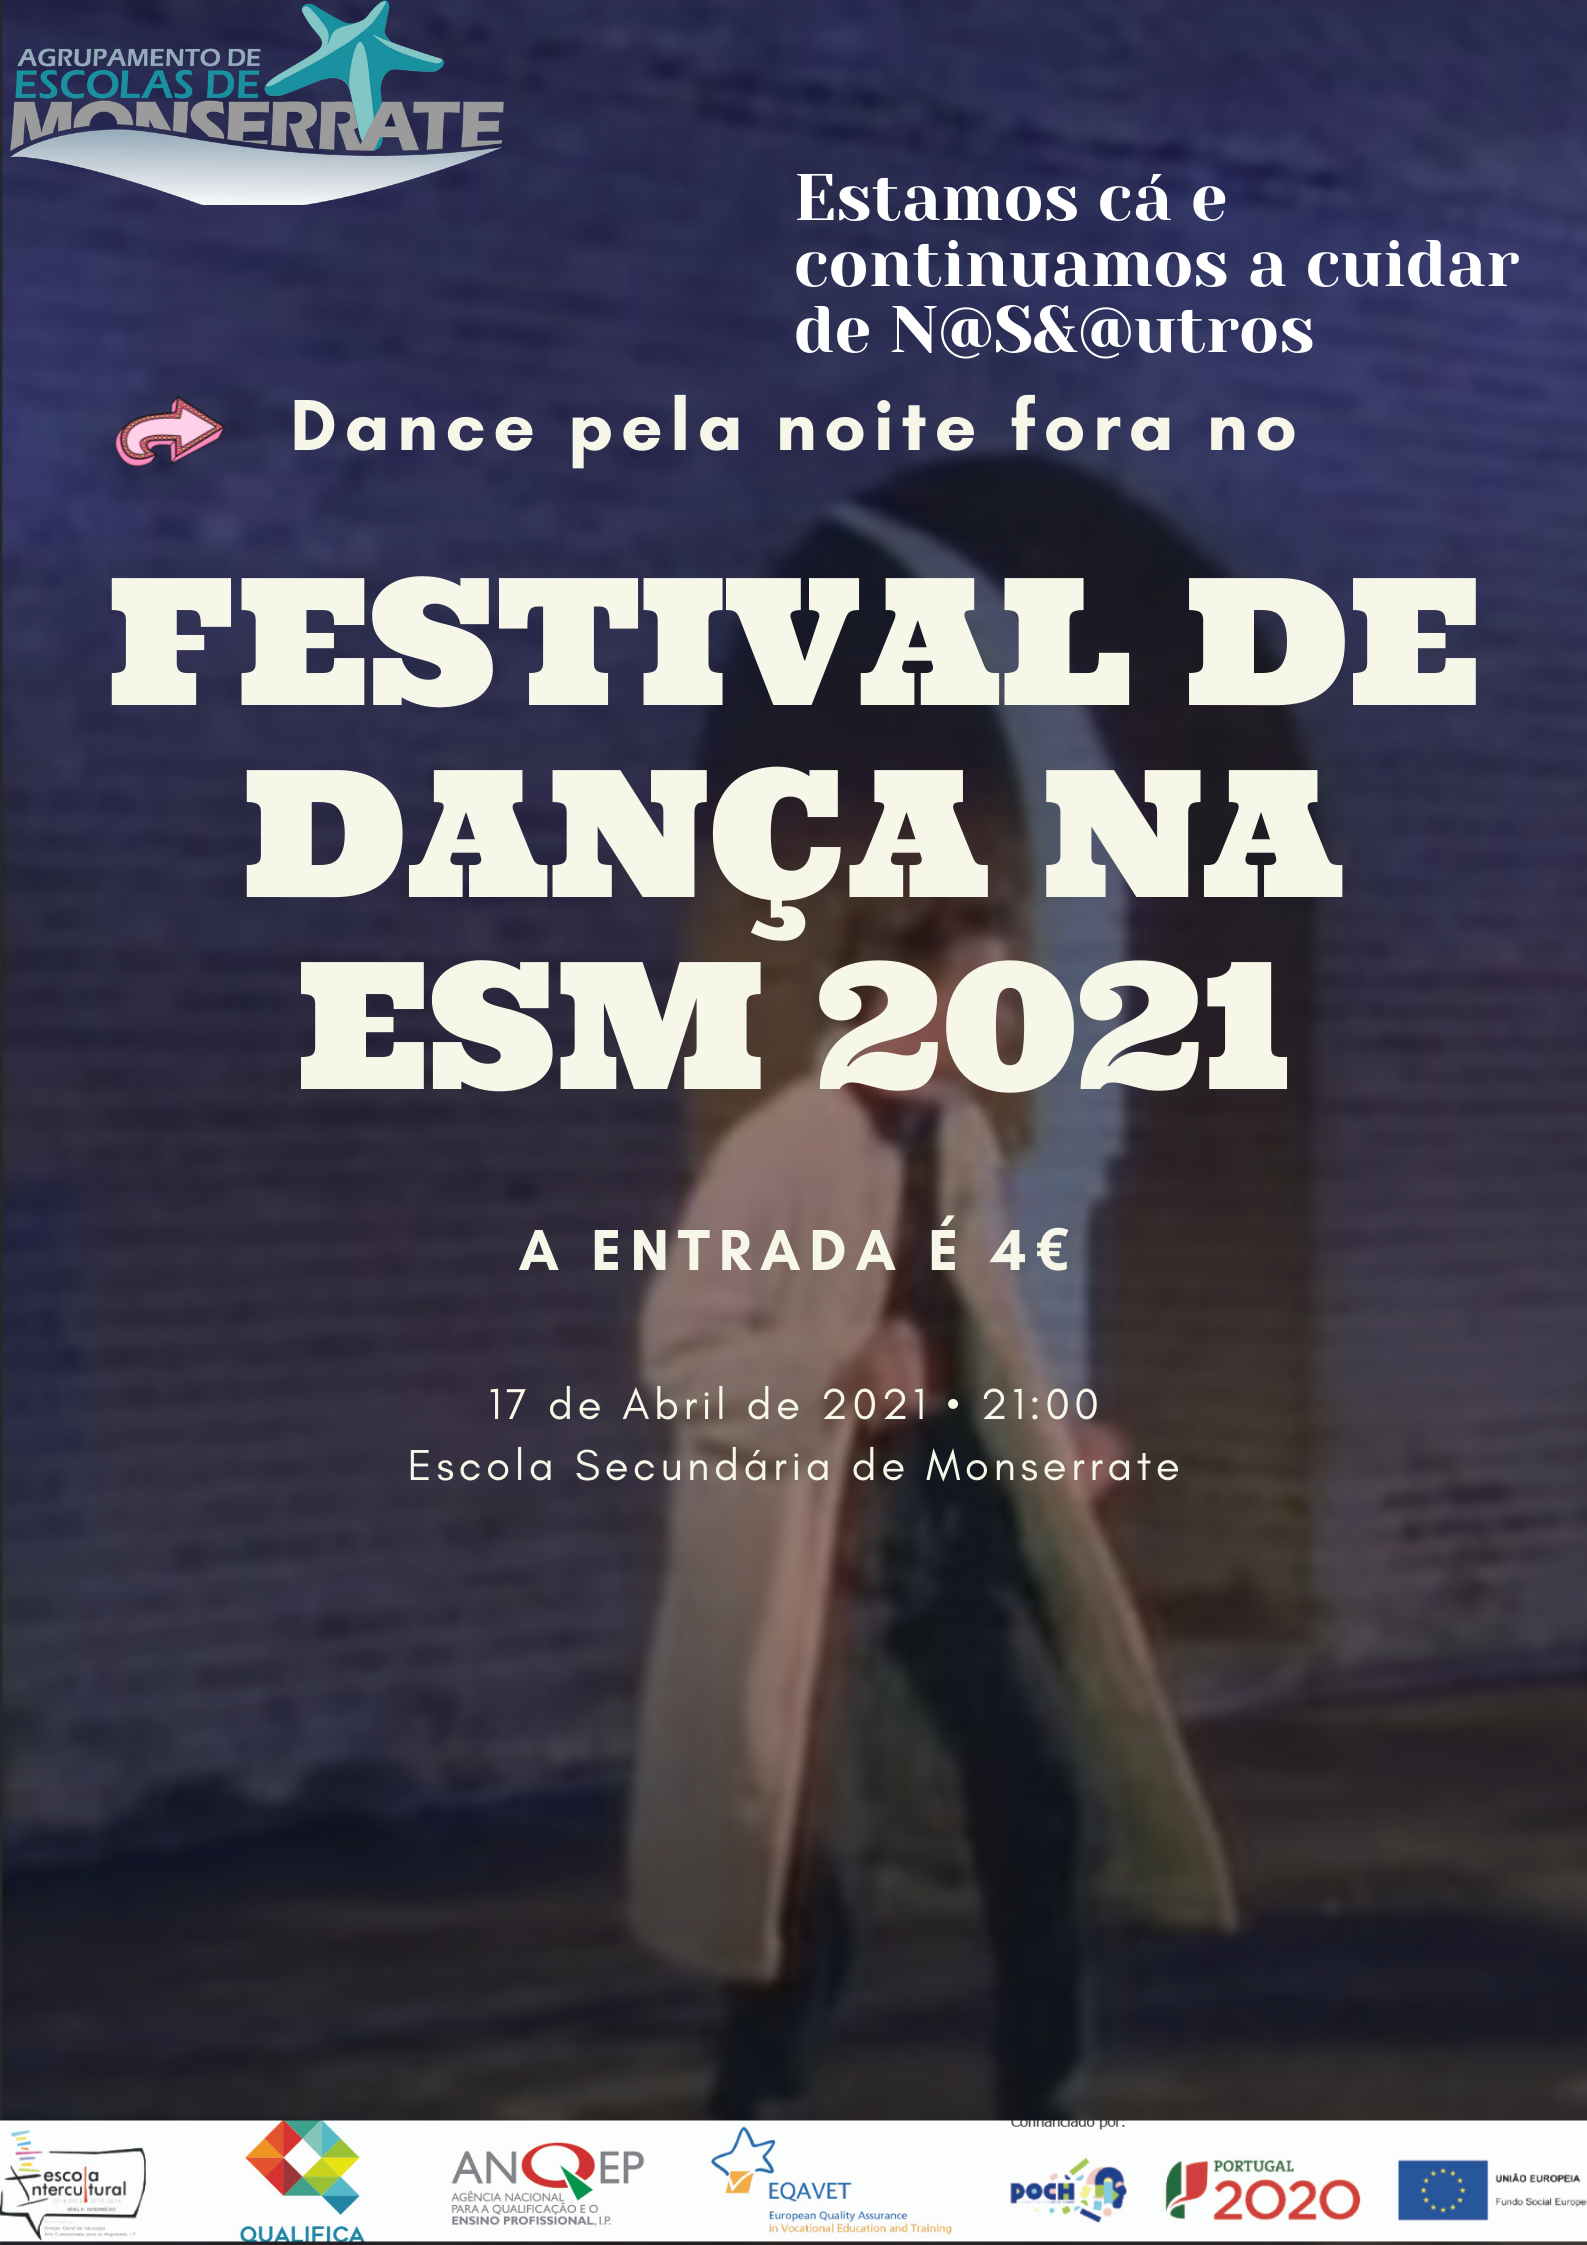 AGRUPAMENTO DE
ESCOLAS DE
MONSERRATE
Estamos cá e
continuamos a cuidar
de N@S&@utros
Dance pela noite fora no
FESTIVAL DE
DANÇA NA
ESM 2021
A ENTRADA É 4€
17 de Abril de 2021 • 21:00
Escola Secundária de Monserrate
Cofinanciado por:
escola
intercultural
QUALIFICA
ANQEP
AGÊNCIA NACIONAL
PARA A QUALIFICAÇÃO E O
ENSINO PROFISSIONAL, I.P.
EQAVET
European Quality Assurance
in Vocational Education and Training
POCH
PORTUGAL
2020
UNIÃO EUROPEIA
Fundo Social Europe